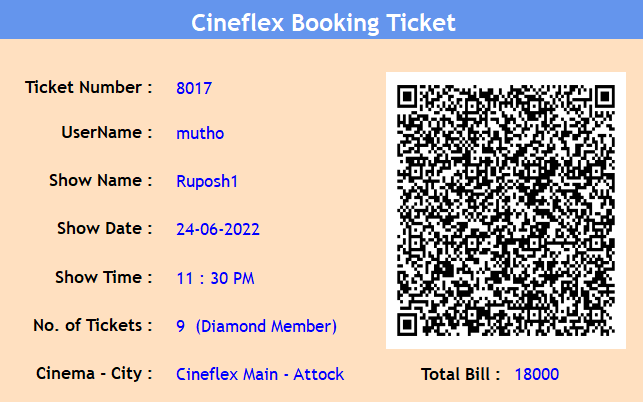 Cineflex Booking Ticket
Ticket Number : 8017
UserName : mutho
Show Name : Ruposh1
Show Date : 24-06-2022
Show Time : 11 : 30 PM
No. of Tickets : 9 (Diamond Member)
Cinema - City : Cineflex Main - Attock
Total Bill : 18000